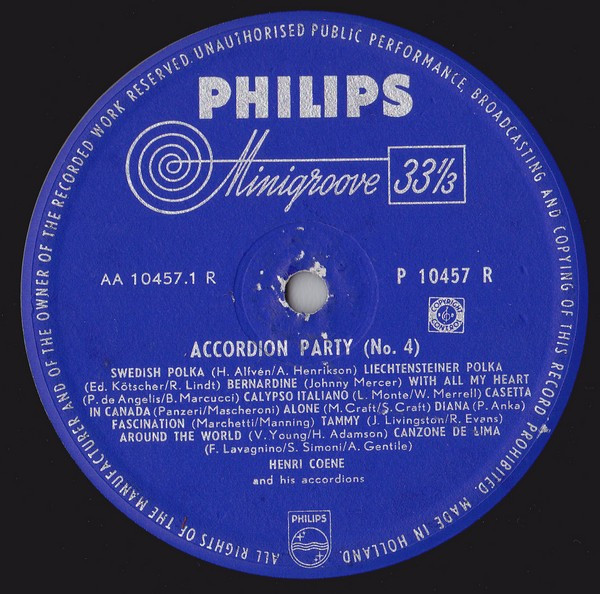 ALL RIGHTS OF THE MANUFACTURER AND OF THE OWNER OF THE RECORDED WORK RESERVED. UNAUTHORISED PUBLIC PERFORMANCE, BROADCASTING AND COPYING OF THIS RECORD PROHIBITED. MADE IN HOLLAND.
PHILIPS
Minigroove 33 1/3
AA 10457.1 R
P 10457 R
COPYRIGHT
CONTROL
ACCORDION PARTY (No. 4)
SWEDISH POLKA (H. Alfvén/A. Henrikson) LIECHTENSTEINER POLKA
(Ed. Kötscher/R. Lindt) BERNARDINE (Johnny Mercer) WITH ALL MY HEART
(P. de Angelis/B. Marcucci) CALYPSO ITALIANO (L. Monte/W. Merrell) CASETTA
IN CANADA (Panzeri/Mascheroni) ALONE (M. Craft/S. Craft) DIANA (P. Anka)
FASCINATION (Marchetti/Manning) TAMMY (J. Livingston/R. Evans)
AROUND THE WORLD (V. Young/H. Adamson) CANZONE DE LIMA
(F. Lavagnino/S. Simoni/A. Gentile)
HENRI COENE
and his accordions
PHILIPS